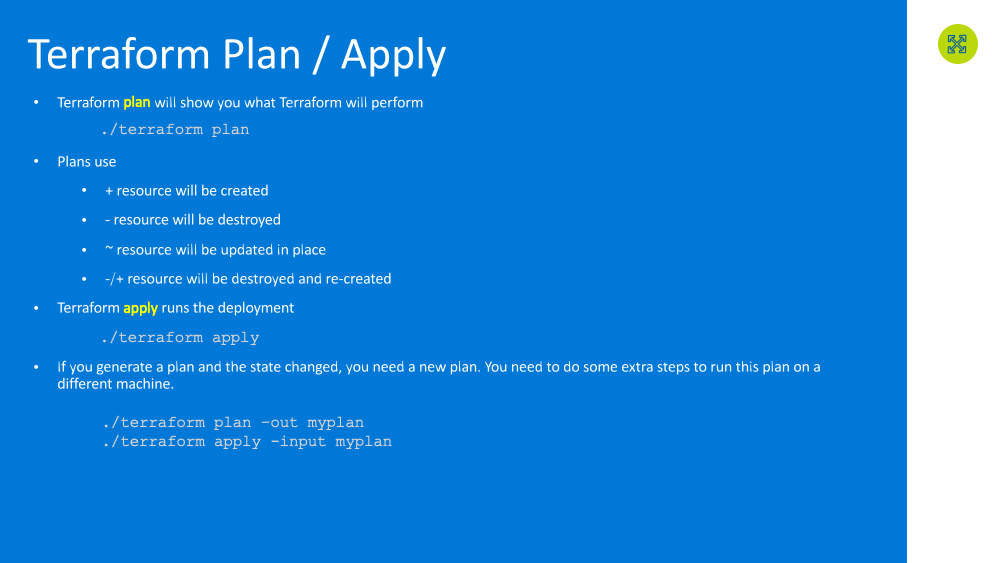 Terraform Plan / Apply
• Terraform plan will show you what Terraform will perform
./terraform plan
• Plans use
• + resource will be created
• - resource will be destroyed
• ~ resource will be updated in place
• -/+ resource will be destroyed and re-created
• Terraform apply runs the deployment
./terraform apply
• If you generate a plan and the state changed, you need a new plan. You need to do some extra steps to run this plan on a
different machine.
./terraform plan –out myplan
./terraform apply –input myplan